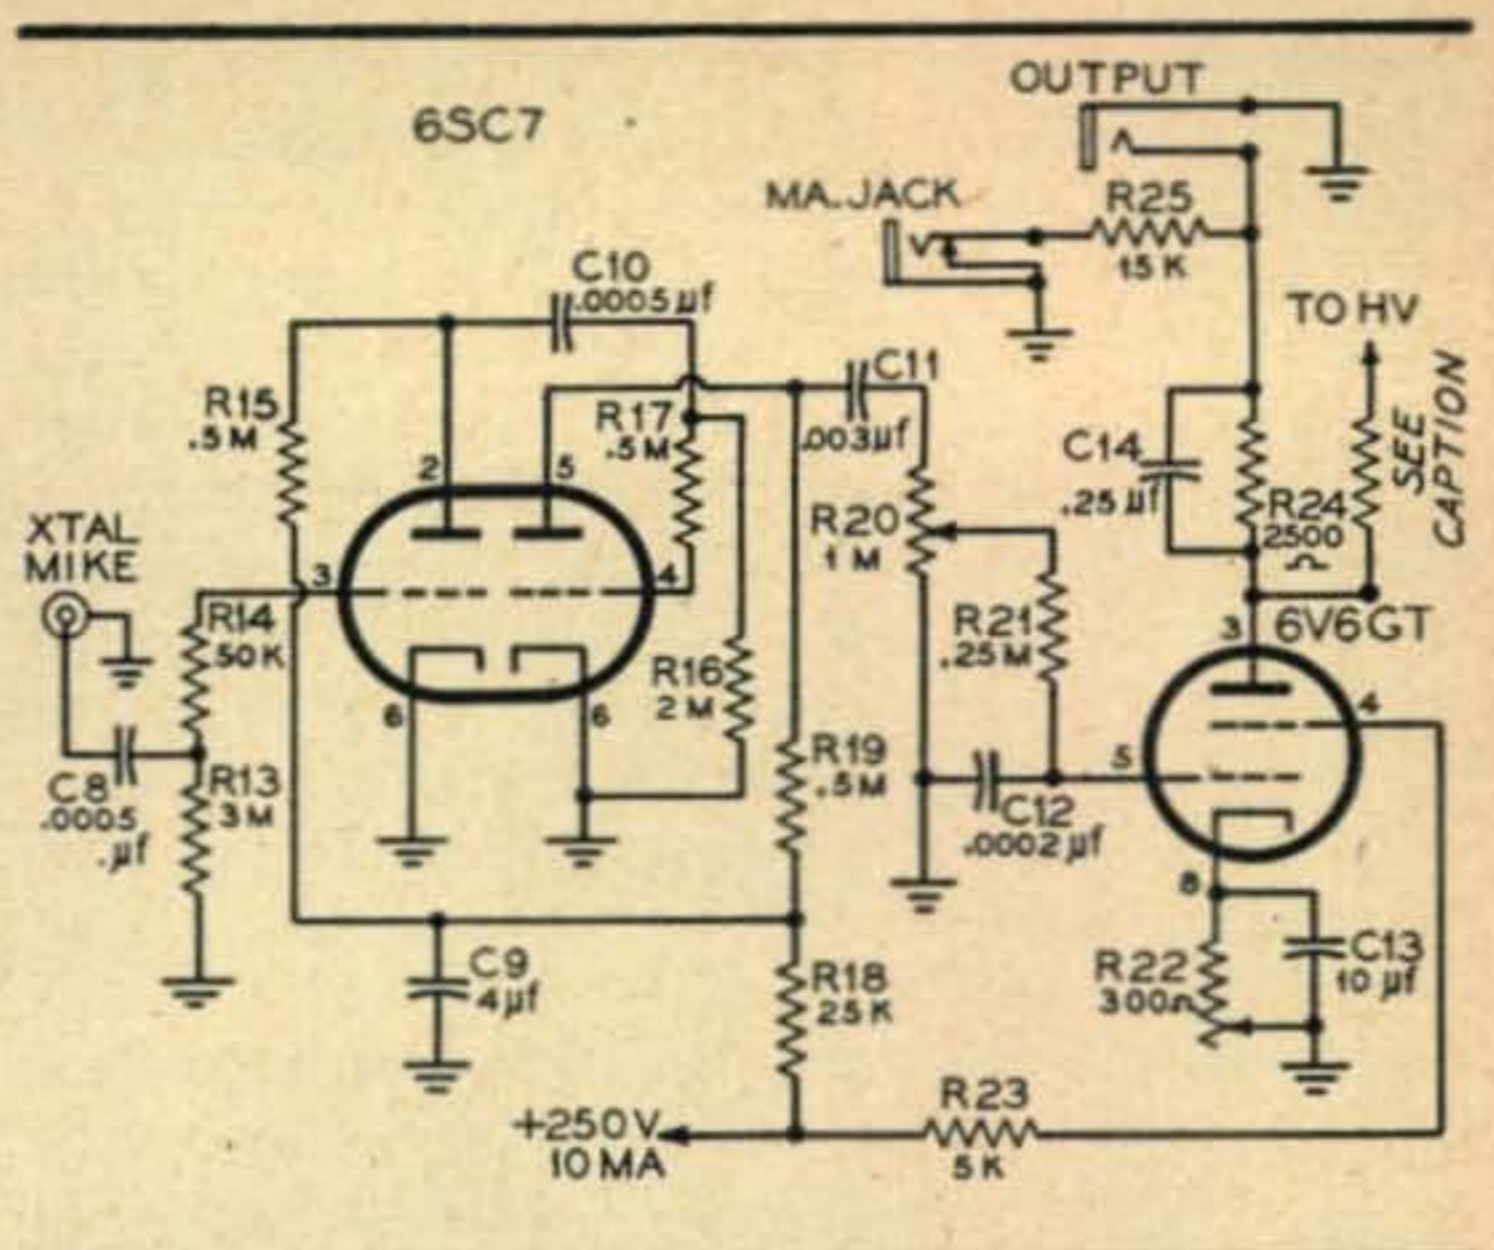 OUTPUT
6SC7
MA. JACK
R25
15 K
C10
.0005 µf
TO HV
SEE
CAPTION
C11
.003µf
R15
.5 M
R17
.5 M
2
5
C14
.25 µf
R24
2500
Ω
R20
1 M
XTAL
MIKE
3
4
R14
50K
R21
.25 M
3
6V6GT
R16
2 M
4
6
6
5
C8
.0005
.µf
R13
3 M
R19
.5M
C12
.0002 µf
8
C9
4µf
R18
25 K
R22
300Ω
C13
10 µf
+250V
10 MA
R23
5 K